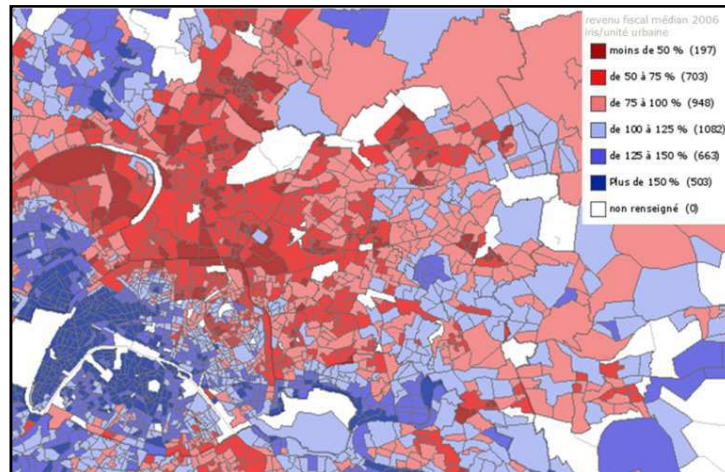 revenu fiscal médian 2006
iris/unité urbaine
moins de 50 % (197)
de 50 à 75 % (703)
de 75 à 100 % (948)
de 100 à 125 % (1082)
de 125 à 150 % (663)
Plus de 150 % (503)
non renseigné (0)